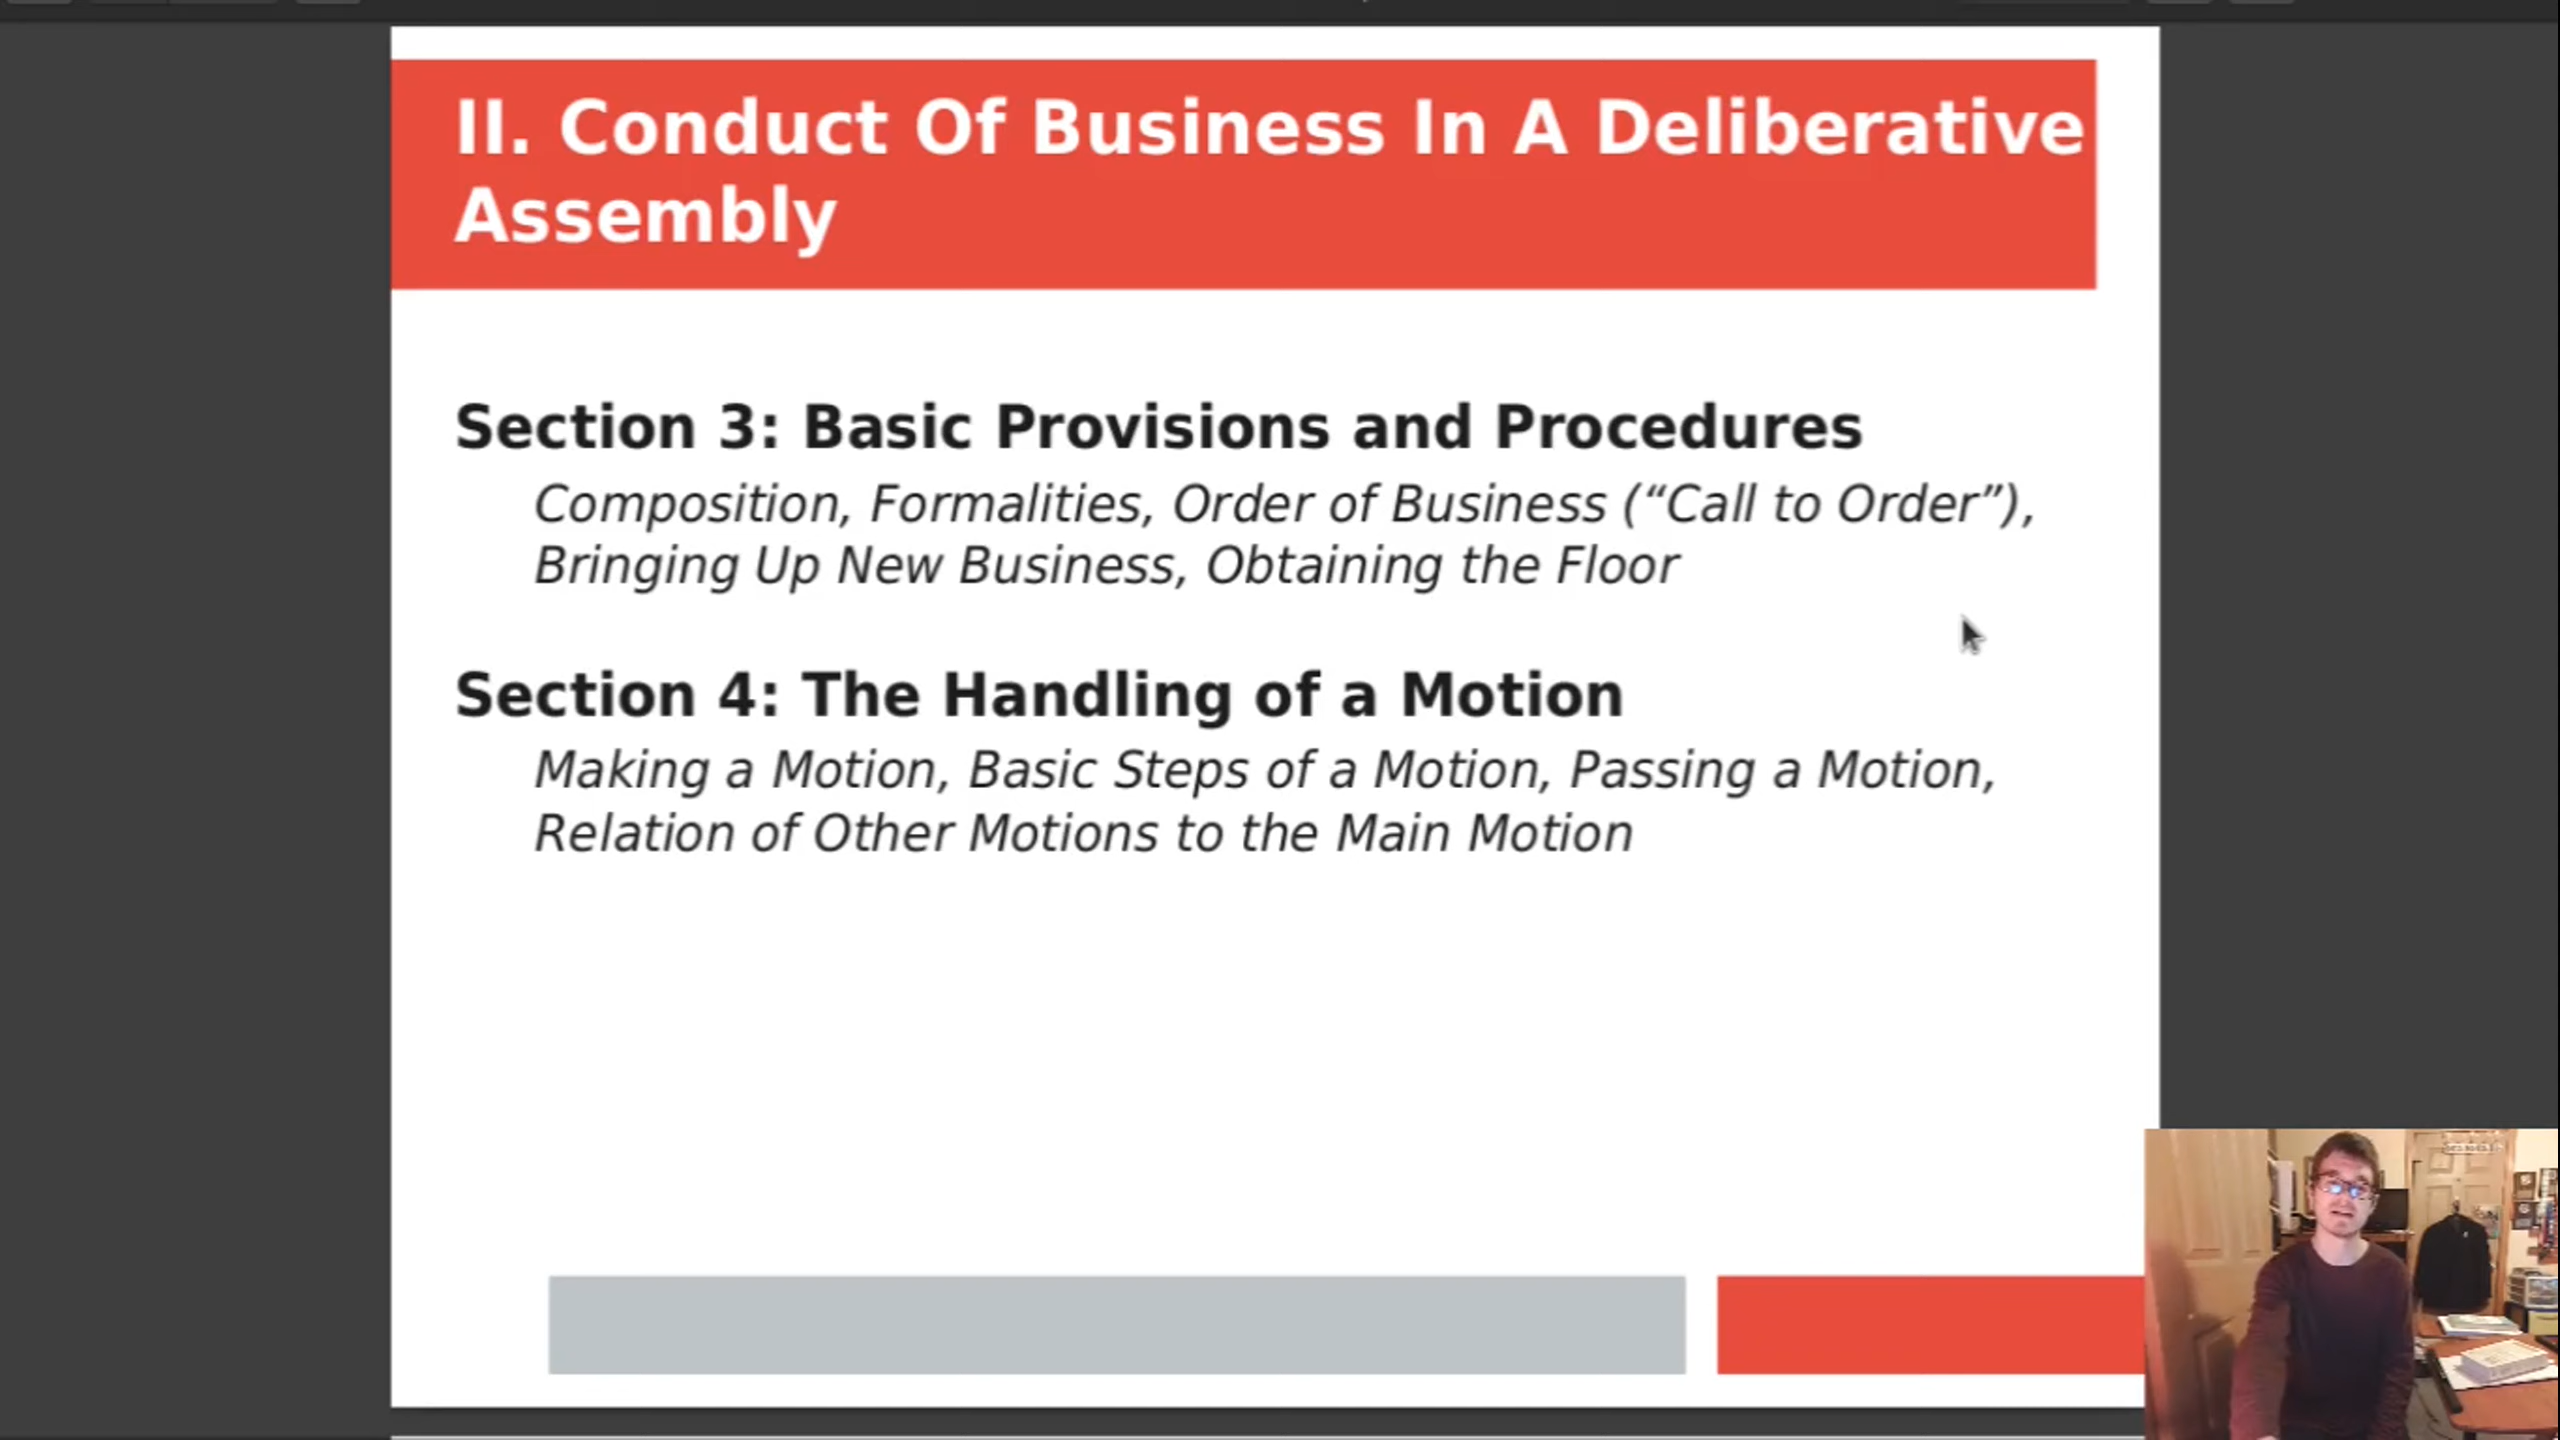 II. Conduct Of Business In A Deliberative
Assembly
Section 3: Basic Provisions and Procedures
Composition, Formalities, Order of Business (“Call to Order”),
Bringing Up New Business, Obtaining the Floor
Section 4: The Handling of a Motion
Making a Motion, Basic Steps of a Motion, Passing a Motion,
Relation of Other Motions to the Main Motion